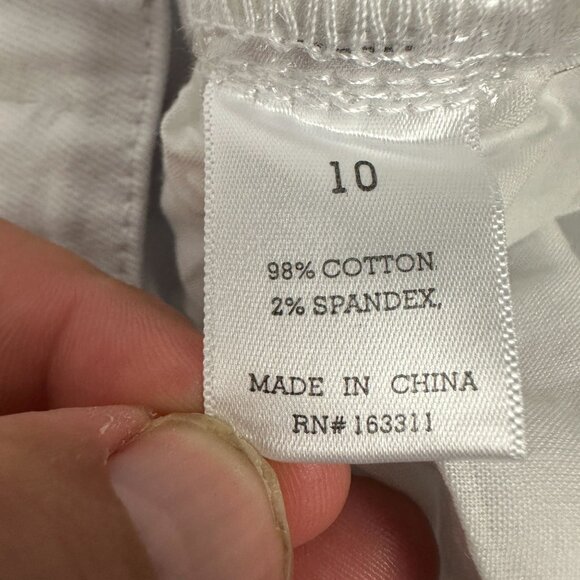 10
98% COTTON
2% SPANDEX,
MADE IN CHINA
RN# 163311